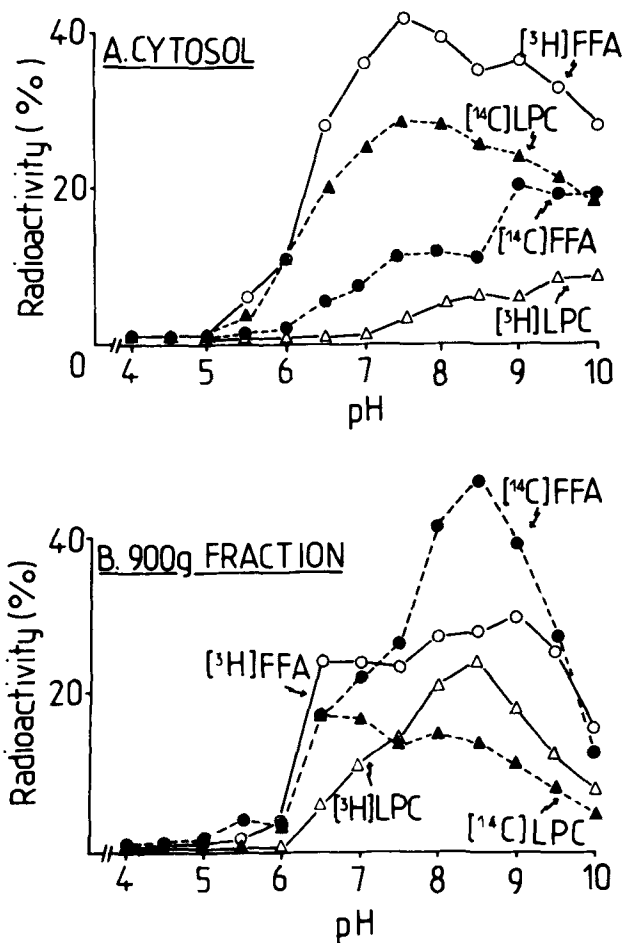 A. CYTOSOL
Radioactivity (%)
40
20
0
[³H]FFA
[¹⁴C]LPC
[¹⁴C]FFA
[³H]LPC
4 5 6 7 8 9 10
pH
B. 900g FRACTION
Radioactivity (%)
40
20
[¹⁴C]FFA
[³H]FFA
[³H]LPC
[¹⁴C]LPC
4 5 6 7 8 9 10
pH